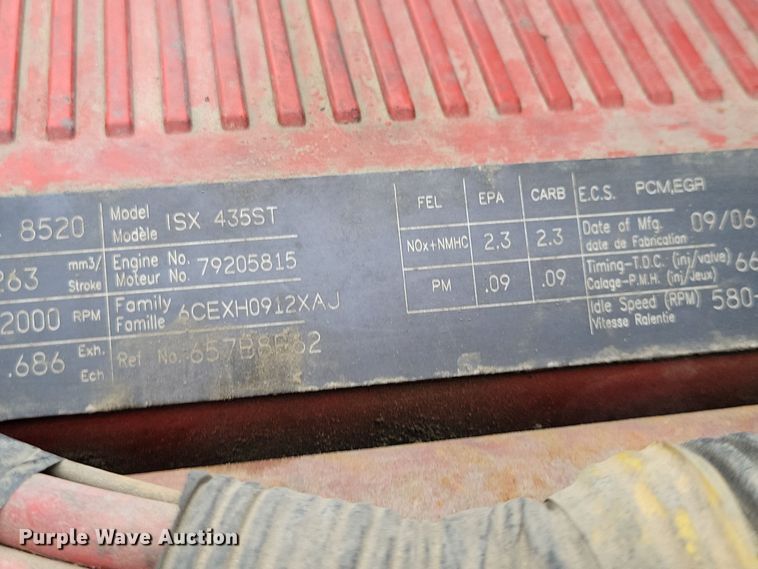 8520
Model
Modèle
ISX 435ST
263
mm3/
Stroke
Engine No.
Moteur No.
79205815
2000 RPM
Family
Famille
6CEXH0912XAJ
.686
Exh.
Ech
Ref No.
FEL EPA CARB
NOx+NMHC 2.3 2.3
PM .09 .09
E.C.S. PCM,EGR
Date of Mfg.
de Fabrication
09/06
Timing-T.D.C. (inj/valve)
Calage-P.M.H. (inj/Jeux)
66
Idle Speed (RPM)
Vitesse Ralentie
580-
Purple Wave Auction